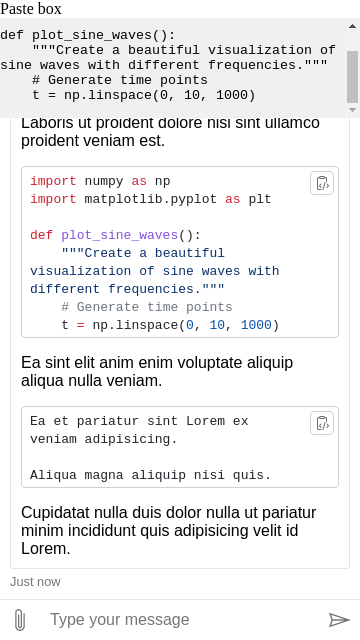 Paste box
def plot_sine_waves():
    """Create a beautiful visualization of
sine waves with different frequencies."""
    # Generate time points
    t = np.linspace(0, 10, 1000)
Laboris ut proident dolore nisi sint ullamco
proident veniam est.
import numpy as np
import matplotlib.pyplot as plt

def plot_sine_waves():
    """Create a beautiful
visualization of sine waves with
different frequencies."""
    # Generate time points
    t = np.linspace(0, 10, 1000)
Ea sint elit anim enim voluptate aliquip
aliqua nulla veniam.
Ea et pariatur sint Lorem ex
veniam adipisicing.

Aliqua magna aliquip nisi quis.
Cupidatat nulla duis dolor nulla ut pariatur
minim incididunt quis adipisicing velit id
Lorem.
Just now
Type your message